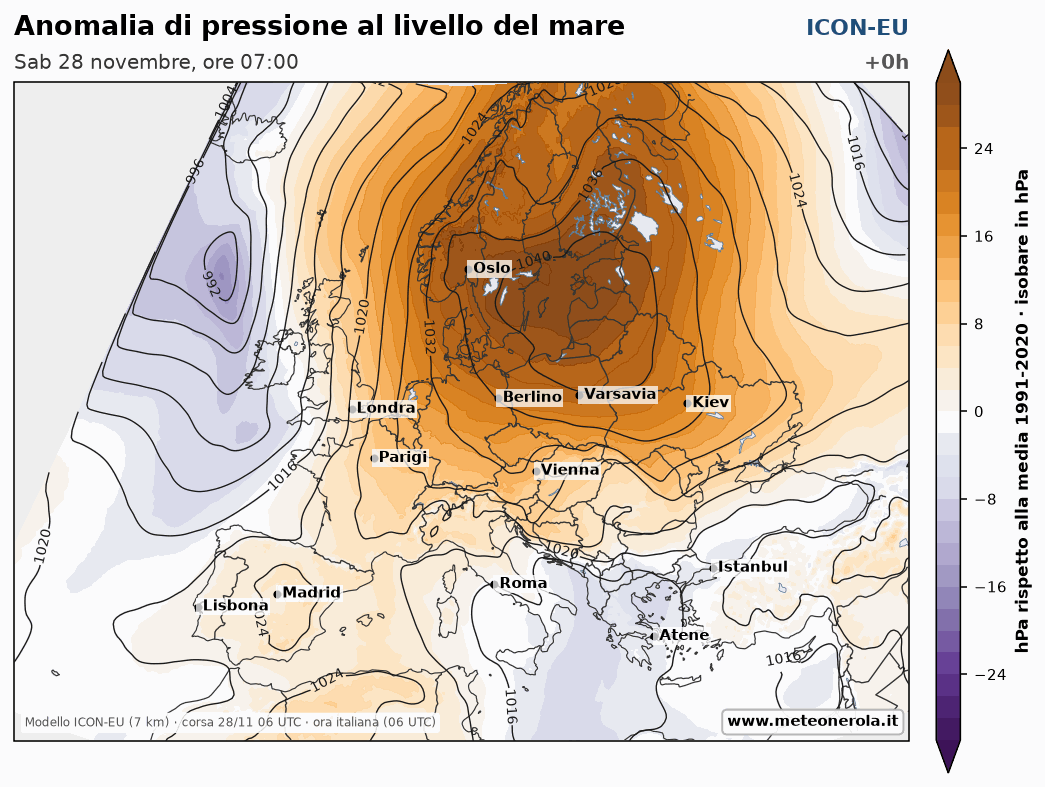 Anomalia di pressione al livello del mare
ICON-EU
Sab 28 novembre, ore 07:00
+0h
1004
1024
1016
996
1036
1024
Oslo
1040
992
1020
1032
Berlino
Varsavia
Kiev
Londra
Parigi
Vienna
1016
1020
1020
Istanbul
Roma
Madrid
Lisbona
Atene
1016
1024
1016
Modello ICON-EU (7 km) · corsa 28/11 06 UTC · ora italiana (06 UTC)
www.meteonerola.it
24
16
8
0
−8
−16
−24
hPa rispetto alla media 1991-2020 · isobare in hPa